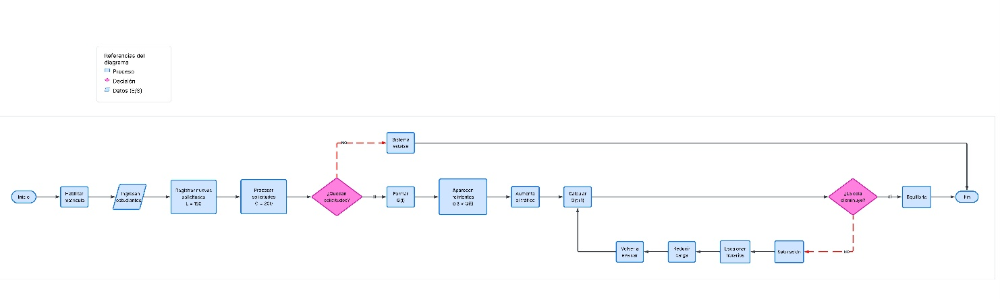 Referencias del
diagrama
Proceso
Decisión
Datos (E/S)
NO
Sistema
estable
Inicio
Habilitar
matrícula
Ingresan
estudiantes
Registrar nuevas
solicitudes
L = 150
Procesar
solicitudes
C = 200
¿Quedan
solicitudes?
SÍ
Formar
Q(t)
Aparecen
reintentos
0.3 × Q(t)
Aumenta
el tráfico
Calcular
Q(t+1)
¿La cola
disminuye?
SÍ
Equilibrio
Fin
NO
Saturación
Escalonar
horarios
Reducir
carga
Volver a
evaluar